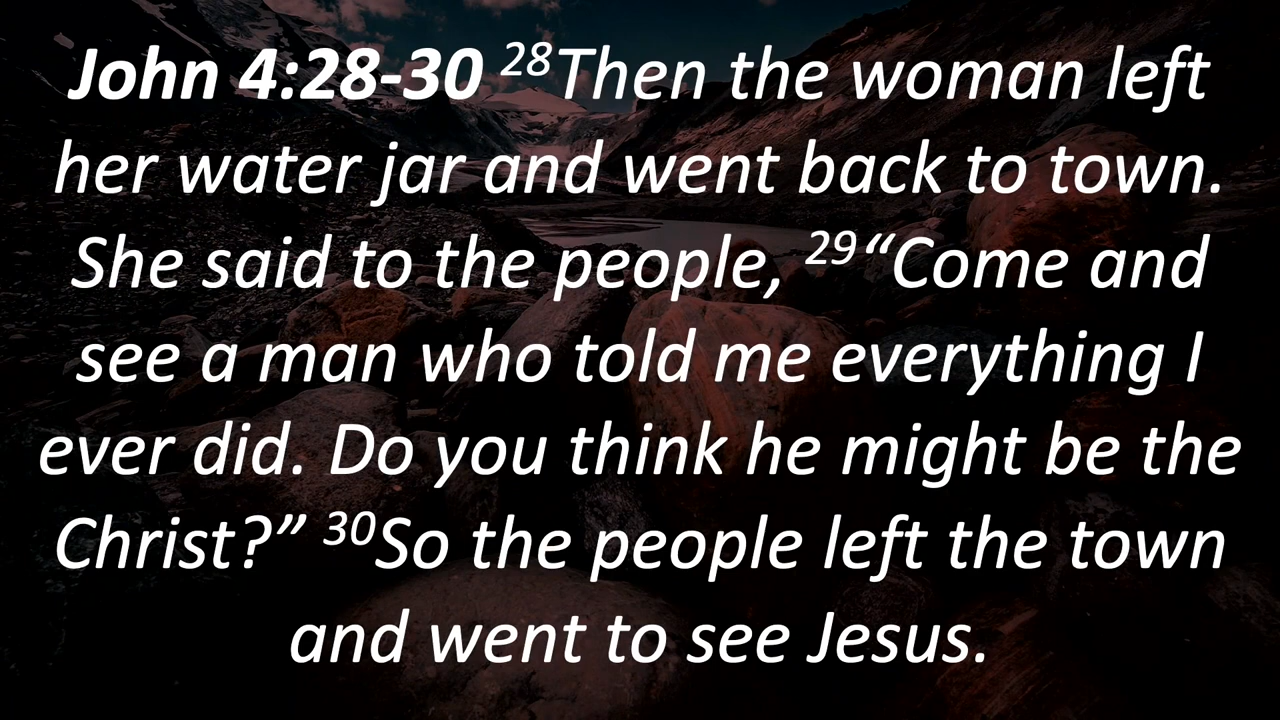 John 4:28-30 28Then the woman left
her water jar and went back to town.
She said to the people, 29“Come and
see a man who told me everything I
ever did. Do you think he might be the
Christ?” 30So the people left the town
and went to see Jesus.